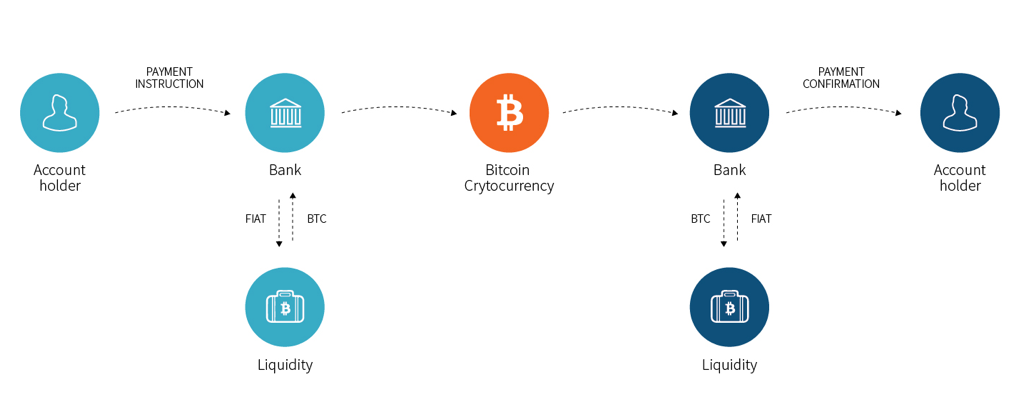 PAYMENT
INSTRUCTION
PAYMENT
CONFIRMATION
Account
holder
Bank
Bitcoin
Crytocurrency
Bank
Account
holder
FIAT
BTC
BTC
FIAT
Liquidity
Liquidity